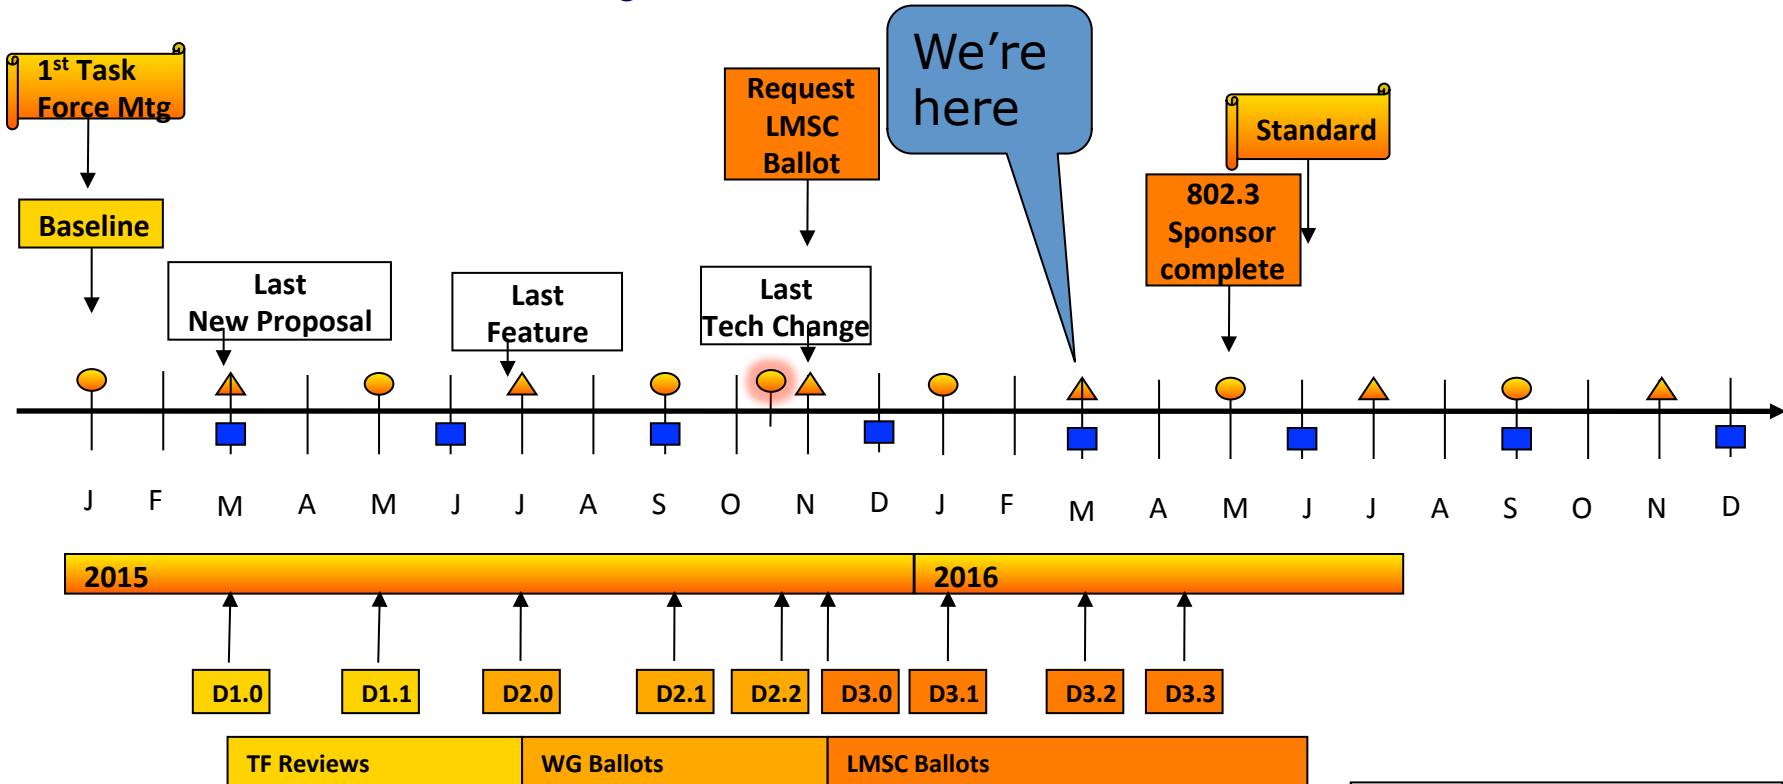 1st Task
Force Mtg
Baseline
Last
New Proposal
Last
Feature
Request
LMSC
Ballot
Last
Tech Change
We’re
here
Standard
802.3
Sponsor
complete
J F M A M J J A S O N D J F M A M J J A S O N D
2015 2016
D1.0 D1.1 D2.0 D2.1 D2.2 D3.0 D3.1 D3.2 D3.3
TF Reviews WG Ballots LMSC Ballots